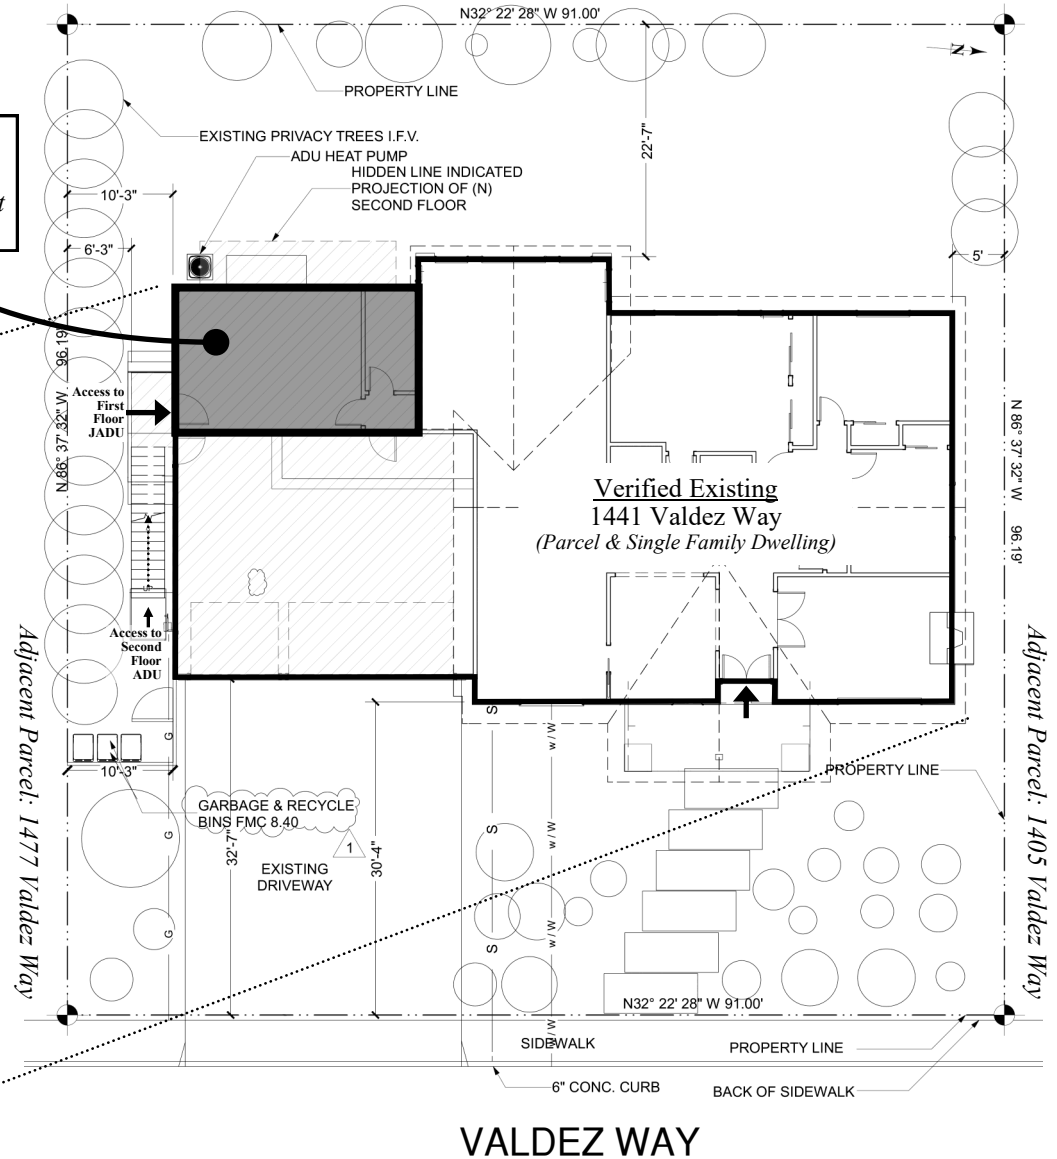 N32° 22' 28" W 91.00'
N
PROPERTY LINE
EXISTING PRIVACY TREES I.F.V.
ADU HEAT PUMP
HIDDEN LINE INDICATED
PROJECTION OF (N)
SECOND FLOOR
22'-7"
10'-3"
6'-3"
5'
N 86° 37' 32" W 96.19'
Access to
First
Floor
JADU
N 86° 37' 32" W 96.19'
Verified Existing
1441 Valdez Way
(Parcel & Single Family Dwelling)
Access to
Second
Floor
ADU
Adjacent Parcel: 1477 Valdez Way
Adjacent Parcel: 1405 Valdez Way
G
S
W / W
10'-3"
PROPERTY LINE
GARBAGE & RECYCLE
BINS FMC 8.40
1
32'-7"
30'-4"
EXISTING
DRIVEWAY
G
S
W / W
G
S
W / W
N32° 22' 28" W 91.00'
W / W
SIDEWALK
PROPERTY LINE
6" CONC. CURB
BACK OF SIDEWALK
VALDEZ WAY